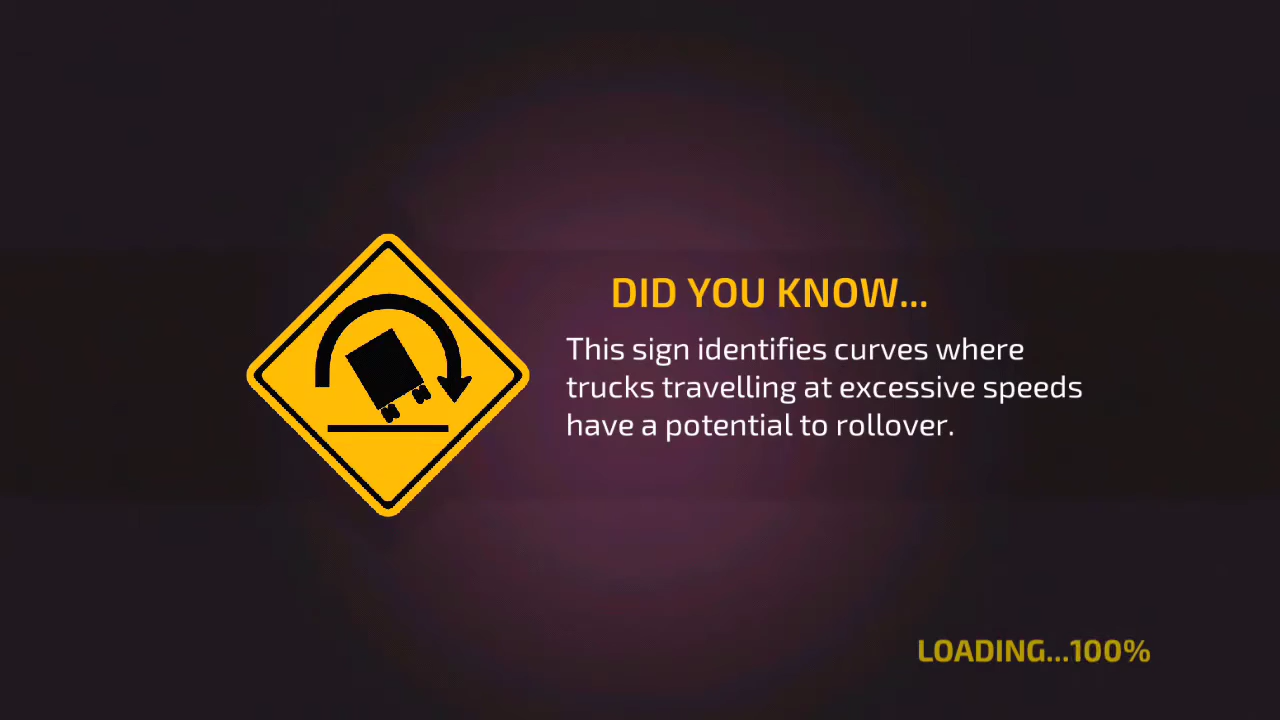 DID YOU KNOW...
This sign identifies curves where
trucks travelling at excessive speeds
have a potential to rollover.
LOADING...100%